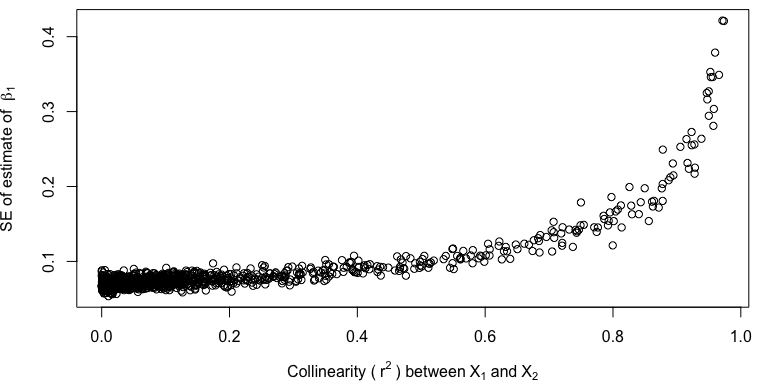 SE of estimate of β₁
0.4
0.3
0.2
0.1
0.0 0.2 0.4 0.6 0.8 1.0
Collinearity ( r² ) between X₁ and X₂